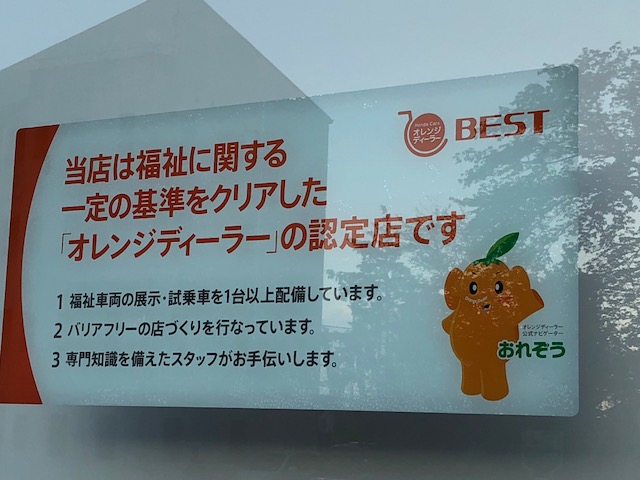 Honda Cars
オレンジ
ディーラー
BEST
当店は福祉に関する
一定の基準をクリアした
「オレンジディーラー」の認定店です
1 福祉車両の展示・試乗車を1台以上配備しています。
2 バリアフリーの店づくりを行なっています。
3 専門知識を備えたスタッフがお手伝いします。
オレンジディーラー
公式ナビゲーター
おれぞう